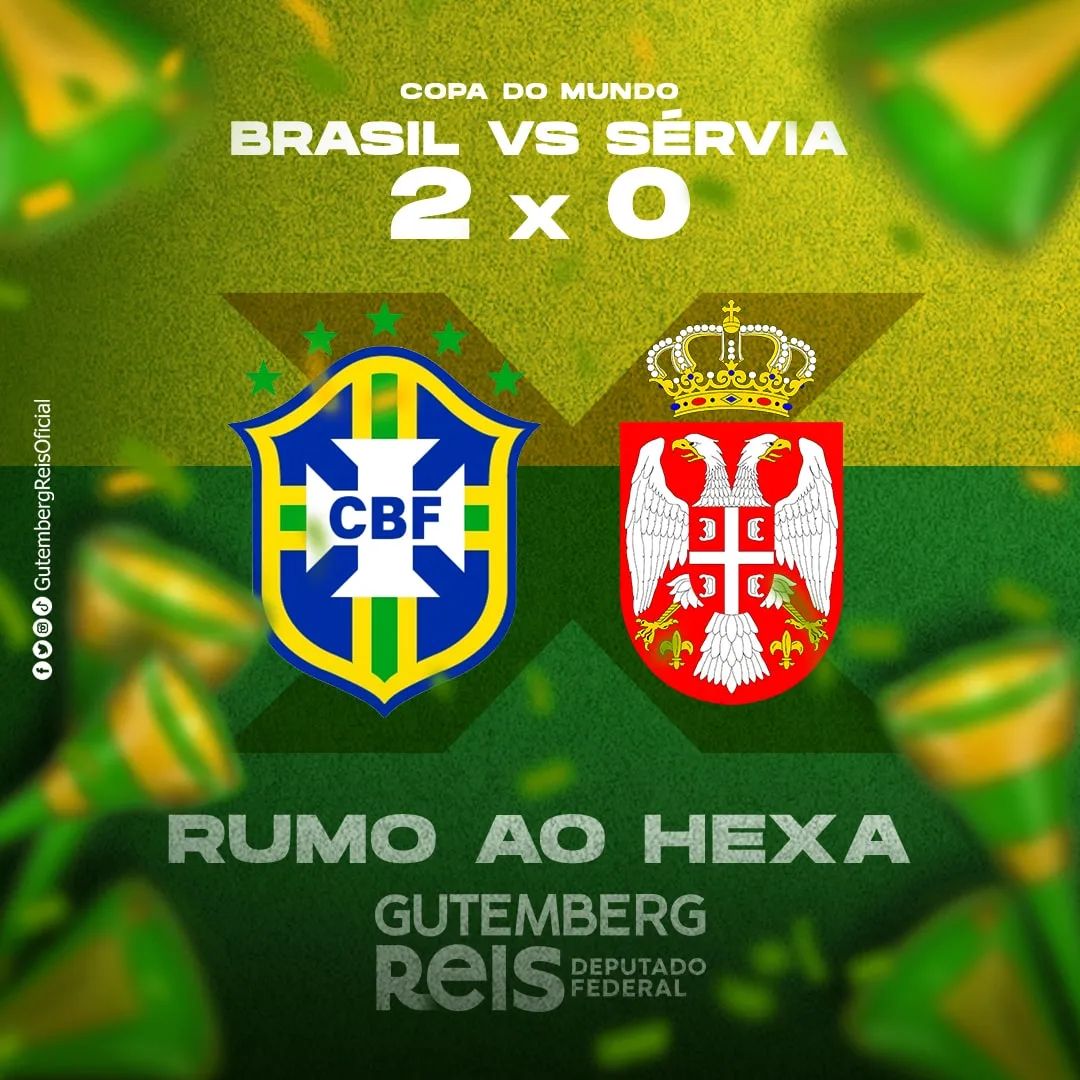 COPA DO MUNDO
BRASIL VS SÉRVIA
2 x 0
CBF
GutembergReisOficial
RUMO AO HEXA
GUTEMBERG
Reis DEPUTADO
FEDERAL